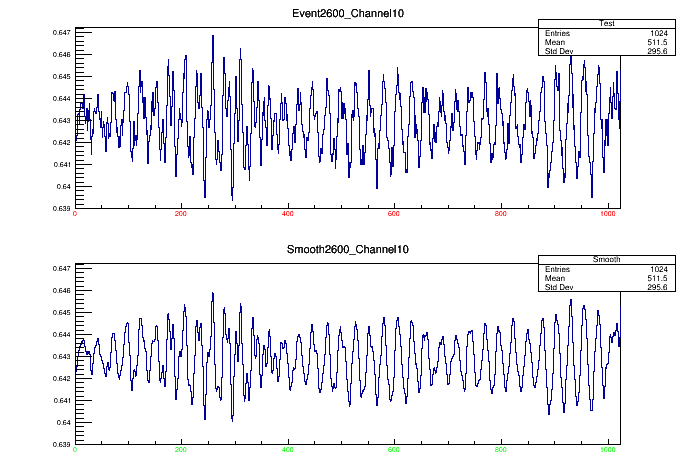 Event2600_Channel10
Test
Entries 1024
Mean 511.5
Std Dev 295.6
0.647
0.646
0.645
0.644
0.643
0.642
0.641
0.64
0.639
0 200 400 600 800 1000
Smooth2600_Channel10
Smooth
Entries 1024
Mean 511.5
Std Dev 295.6
0.647
0.646
0.645
0.644
0.643
0.642
0.641
0.64
0.639
0 200 400 600 800 1000